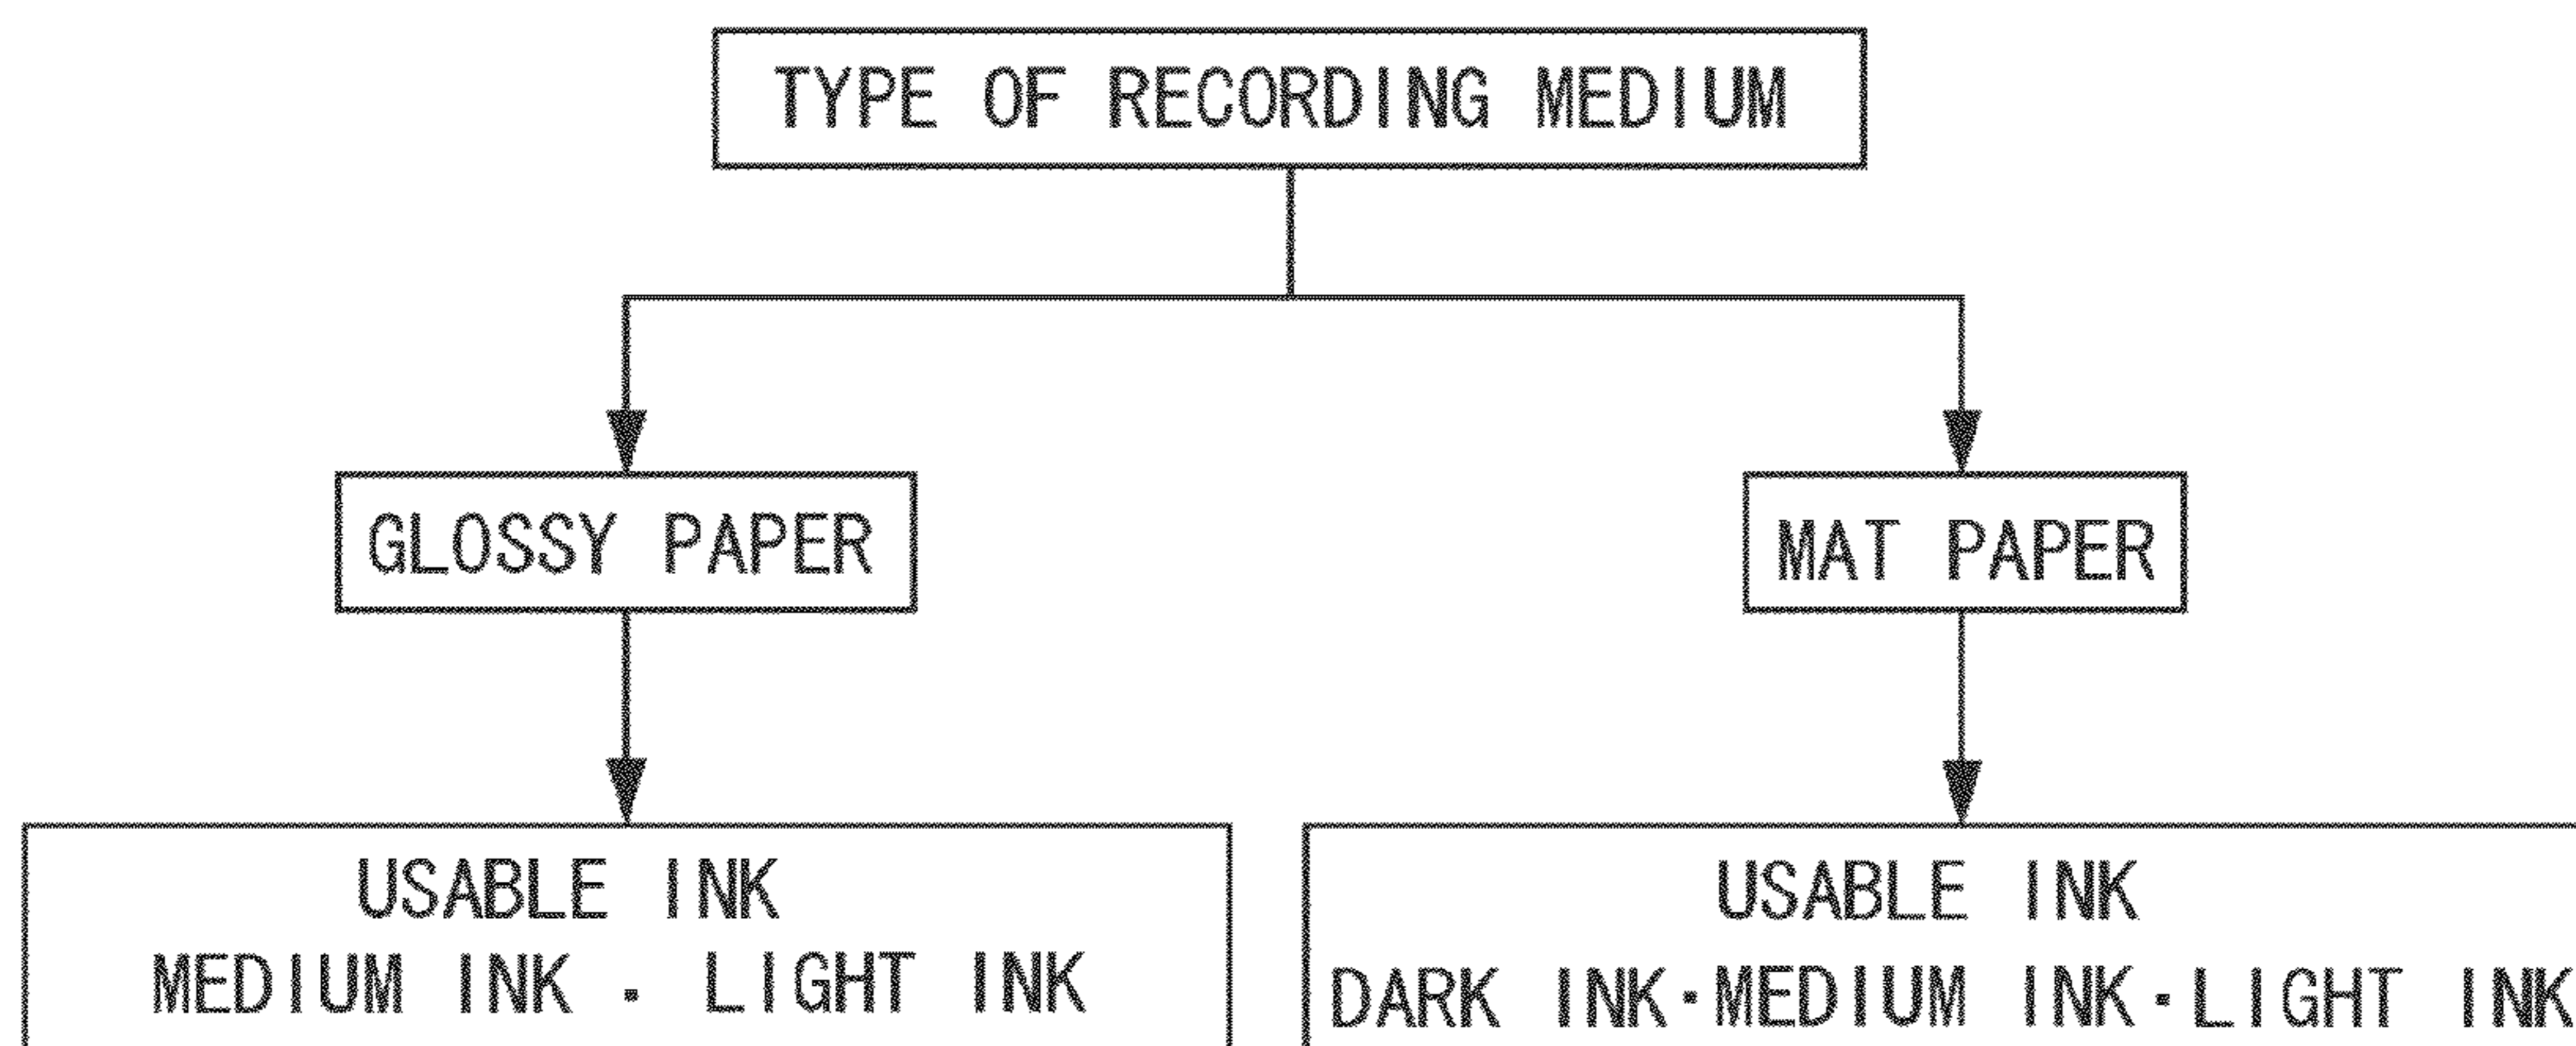 TYPE OF RECORDING MEDIUM
GLOSSY PAPER
MAT PAPER
USABLE INK
MEDIUM INK · LIGHT INK
USABLE INK
DARK INK·MEDIUM INK·LIGHT INK